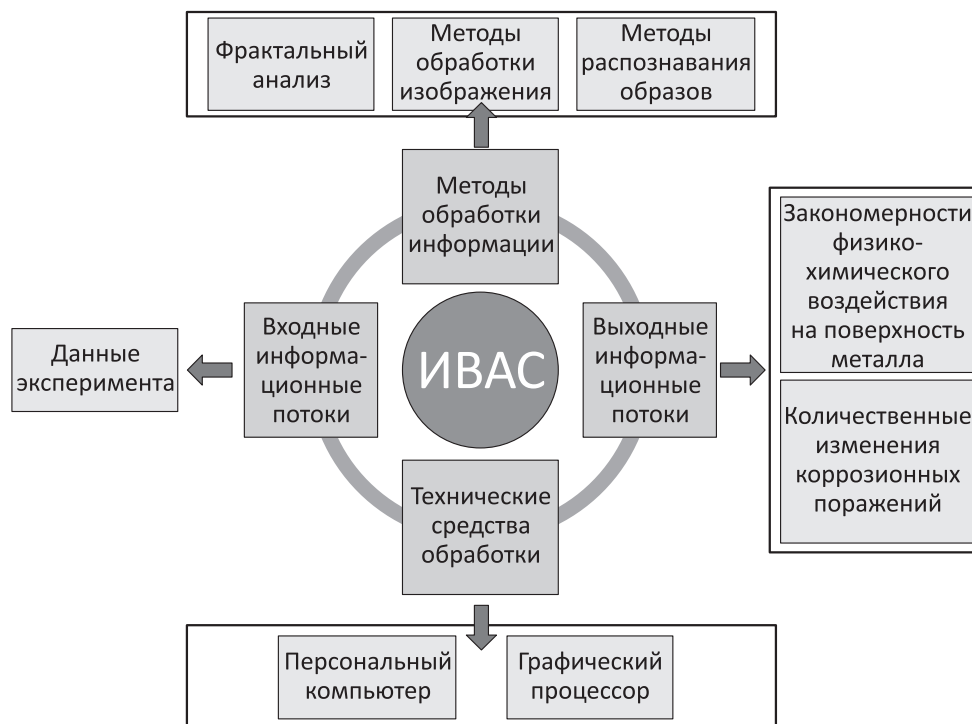 Фрактальный
анализ
Методы
обработки
изображения
Методы
распознавания
образов
Методы
обработки
информации
Данные
эксперимента
Входные
информа-
ционные
потоки
ИВАС
Выходные
информа-
ционные
потоки
Закономерности
физико-
химического
воздействия
на поверхность
металла
Количественные
изменения
коррозионных
поражений
Технические
средства
обработки
Персональный
компьютер
Графический
процессор